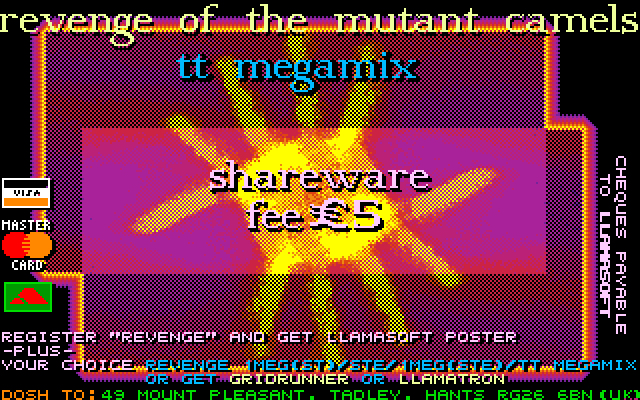 revenge of the mutant camels
tt megamix
shareware
fee £5
VISA
MASTER
CARD
CHEQUES PAYABLE
TO LLAMASOFT
REGISTER "REVENGE" AND GET LLAMASOFT POSTER
-PLUS-
YOUR CHOICE REVENGE 1MEG(ST)/STE/4MEG(STE)/TT MEGAMIX
OR GET GRIDRUNNER OR LLAMATRON
DOSH TO:49 MOUNT PLEASANT, TADLEY, HANTS RG26 6BN(UK)